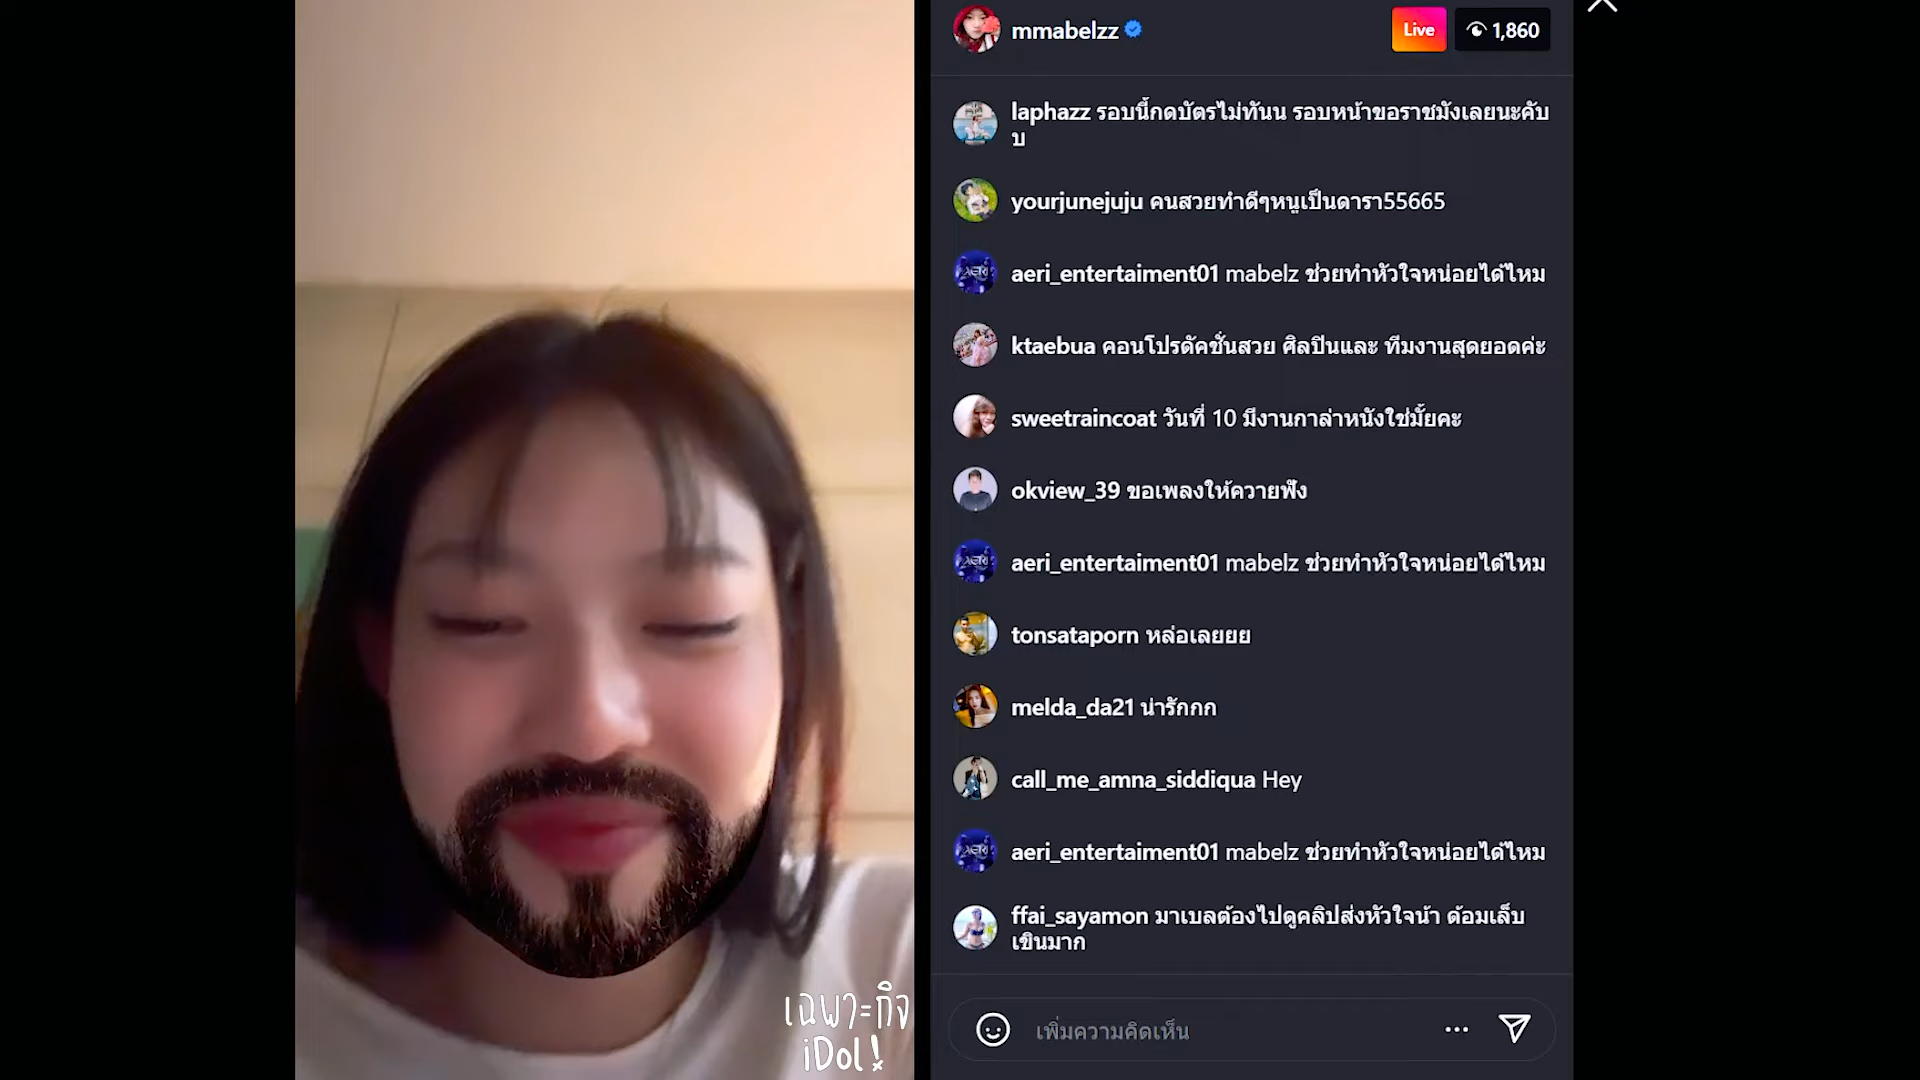 mmabelzz
Live
1,860
laphazz รอบนี้กดบัตรไม่ทันน รอบหน้าขอราชมังเลยนะคับ
บ
yourjunejuju คนสวยทำดีๆหนูเป็นดารา55665
aeri_entertaiment01 mabelz ช่วยทำหัวใจหน่อยได้ไหม
ktaebua คอนโปรดัคชั่นสวย ศิลปินและ ทีมงานสุดยอดค่ะ
sweetraincoat วันที่ 10 มีงานกาล่าหนังใช่มั้ยคะ
okview_39 ขอเพลงให้ควายฟัง
aeri_entertaiment01 mabelz ช่วยทำหัวใจหน่อยได้ไหม
tonsataporn หล่อเลยยย
melda_da21 น่ารักกก
call_me_amna_siddiqua Hey
aeri_entertaiment01 mabelz ช่วยทำหัวใจหน่อยได้ไหม
ffai_sayamon มาเบลต้องไปดูคลิปส่งหัวใจน้า ด้อมเล็บ
เขินมาก
เพิ่มความคิดเห็น
เฉพาะกิจ
iDol!